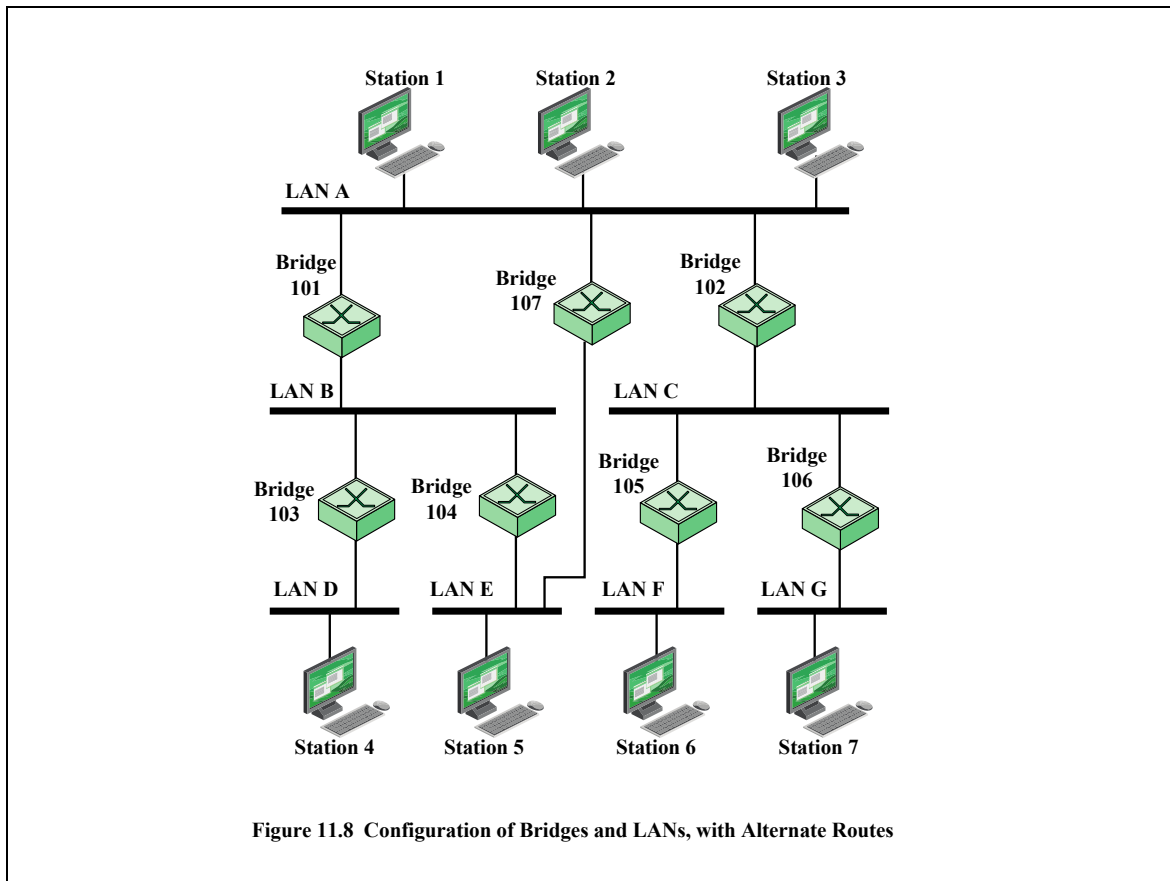 Station 1
Station 2
Station 3
LAN A
Bridge
101
Bridge
107
Bridge
102
LAN B
LAN C
Bridge
103
Bridge
104
Bridge
105
Bridge
106
LAN D
LAN E
LAN F
LAN G
Station 4
Station 5
Station 6
Station 7
Figure 11.8 Configuration of Bridges and LANs, with Alternate Routes